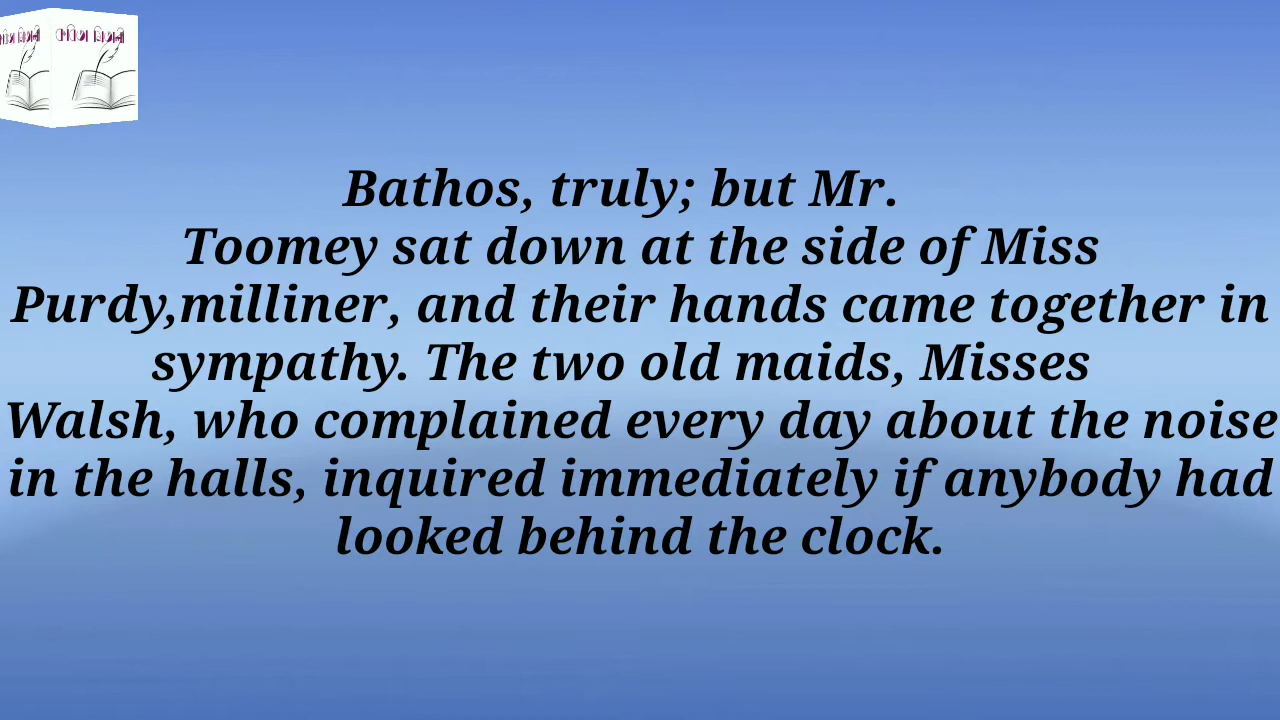 Bathos, truly; but Mr.
Toomey sat down at the side of Miss
Purdy,milliner, and their hands came together in
sympathy. The two old maids, Misses
Walsh, who complained every day about the noise
in the halls, inquired immediately if anybody had
looked behind the clock.